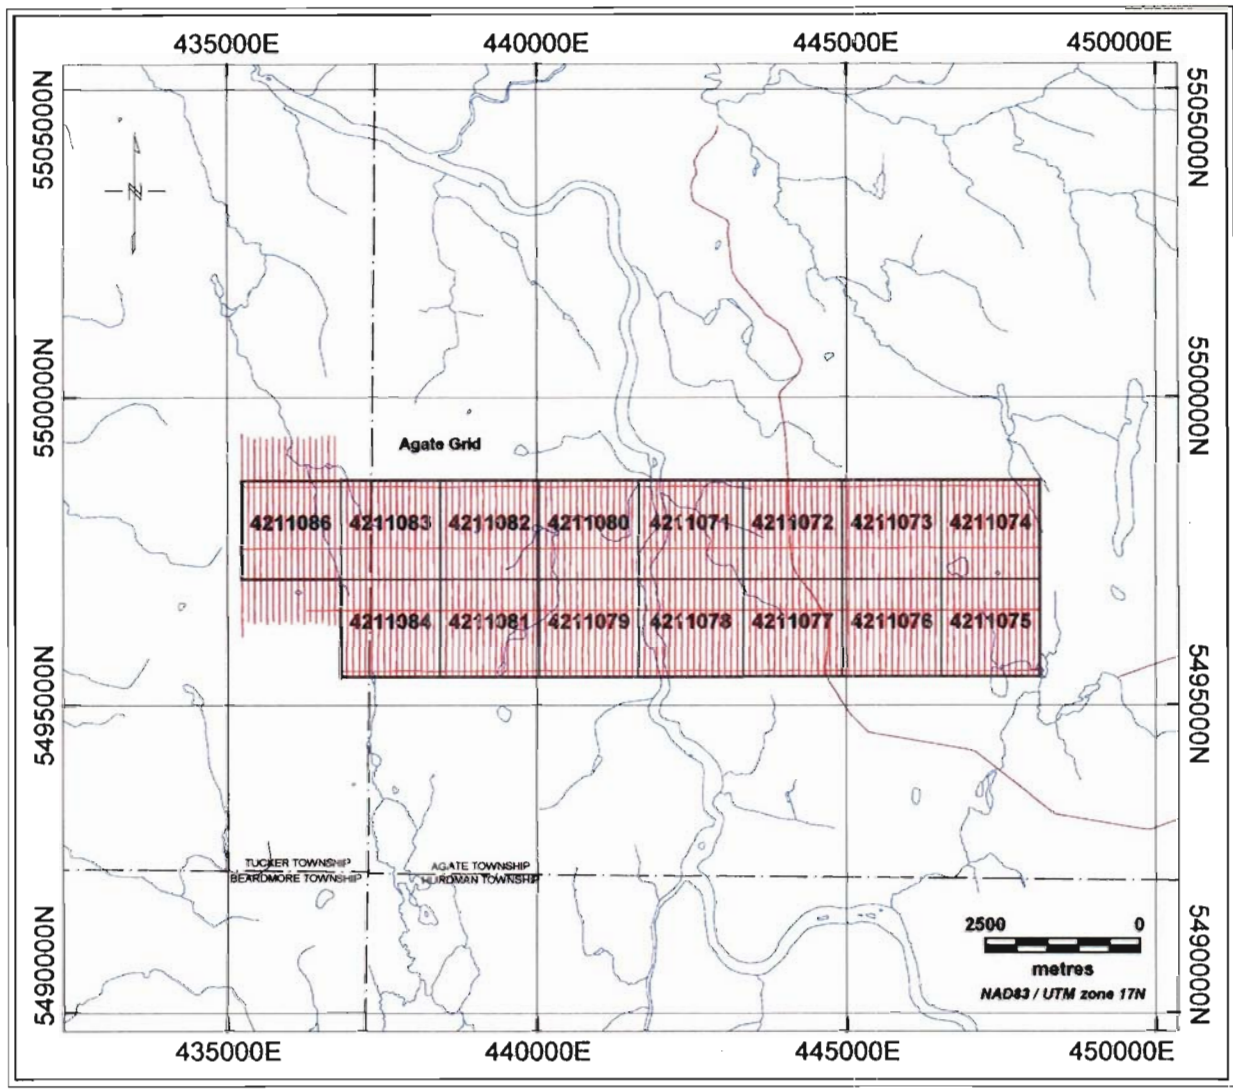 435000E 440000E 445000E 450000E
5505000N 5505000N
5500000N 5500000N
Agate Grid
4211086 4211083 4211082 4211080 4211071 4211072 4211073 4211074
4211084 4211081 4211079 4211078 4211077 4211076 4211075
5495000N 5495000N
TUCKER TOWNSHIP AGATE TOWNSHIP
BEARDMORE TOWNSHIP HURDMAN TOWNSHIP
5490000N 5490000N
2500 0
metres
NAD83 / UTM zone 17N
435000E 440000E 445000E 450000E